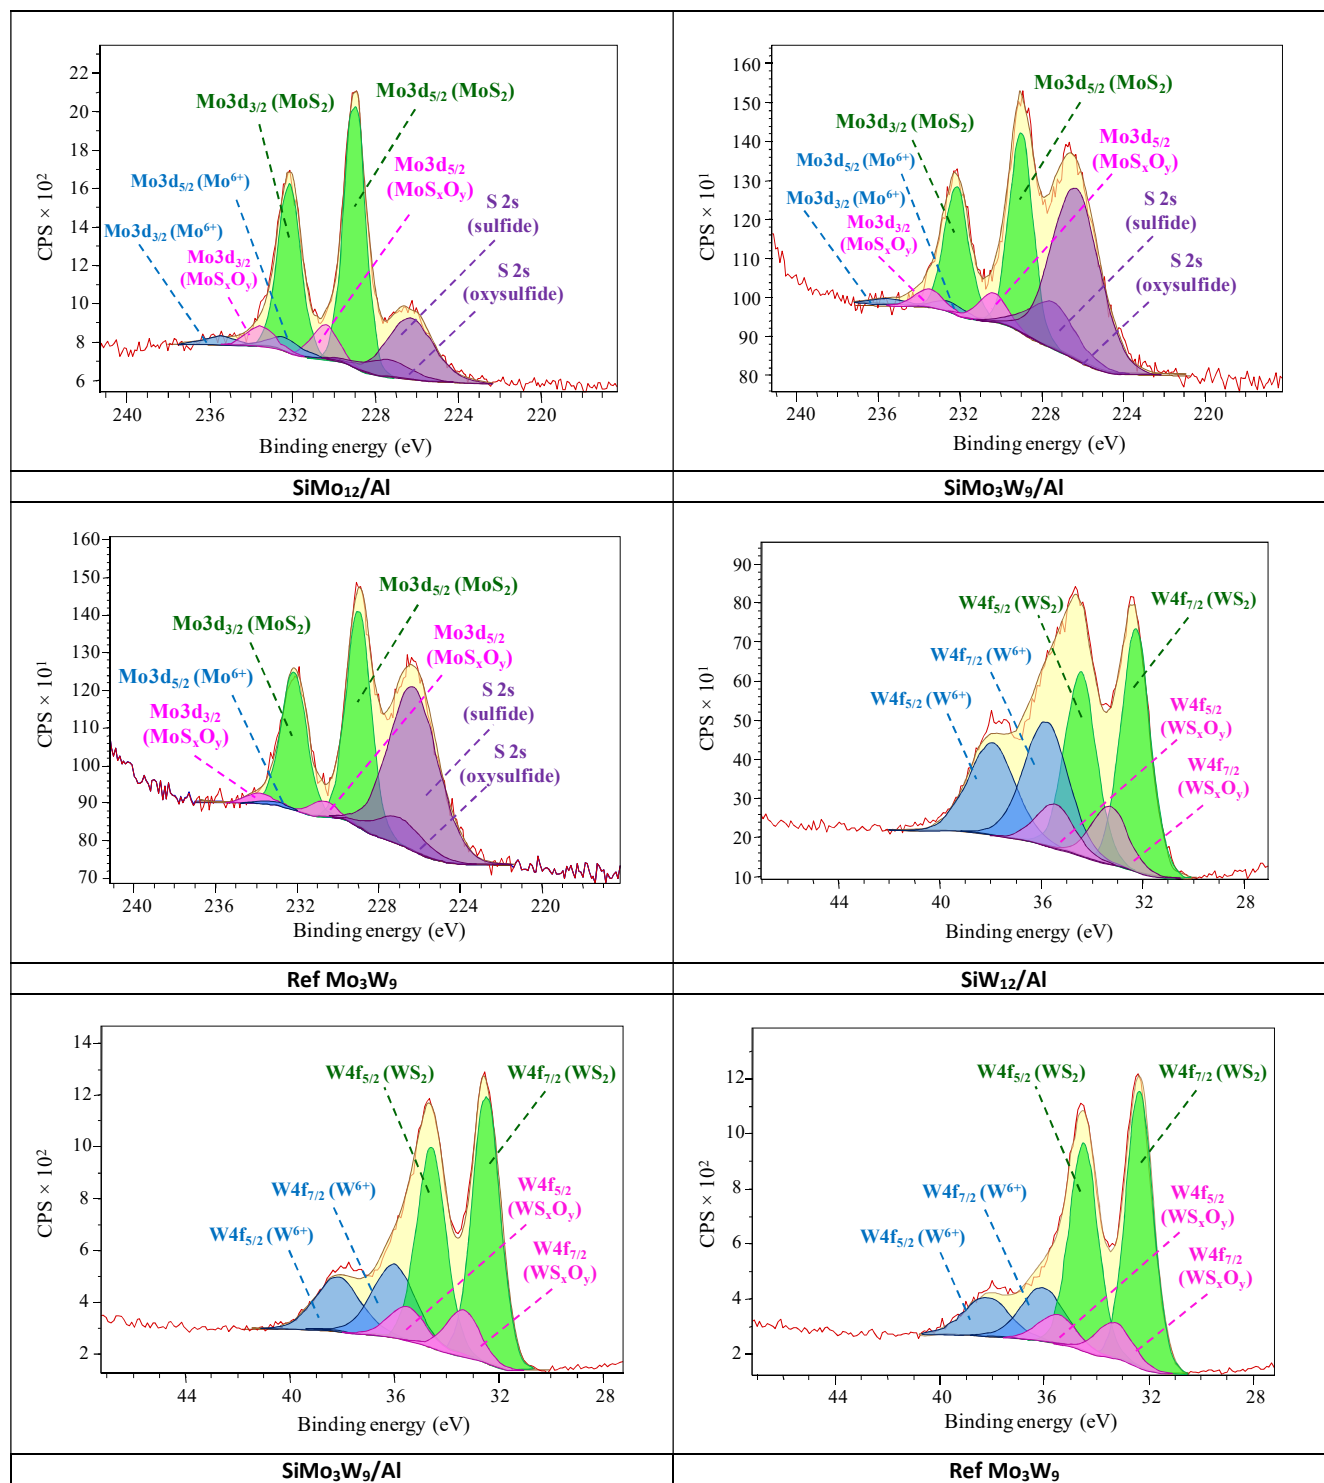 22
20
18
16
14
12
10
8
6
CPS × 10²
Mo3d₃/₂ (MoS₂)
Mo3d₅/₂ (MoS₂)
Mo3d₅/₂ (Mo⁶⁺)
Mo3d₃/₂ (Mo⁶⁺)
Mo3d₃/₂
(MoSₓOᵧ)
Mo3d₅/₂
(MoSₓOᵧ)
S 2s
(sulfide)
S 2s
(oxysulfide)
240 236 232 228 224 220
Binding energy (eV)
SiMo₁₂/Al
160
150
140
130
120
110
100
90
80
CPS × 10¹
Mo3d₅/₂ (MoS₂)
Mo3d₃/₂ (MoS₂)
Mo3d₅/₂ (Mo⁶⁺)
Mo3d₃/₂ (Mo⁶⁺)
Mo3d₃/₂
(MoSₓOᵧ)
Mo3d₅/₂
(MoSₓOᵧ)
S 2s
(sulfide)
S 2s
(oxysulfide)
240 236 232 228 224 220
Binding energy (eV)
SiMo₃W₉/Al
160
150
140
130
120
110
100
90
80
70
CPS × 10¹
Mo3d₅/₂ (MoS₂)
Mo3d₃/₂ (MoS₂)
Mo3d₅/₂ (Mo⁶⁺)
Mo3d₃/₂
(MoSₓOᵧ)
Mo3d₅/₂
(MoSₓOᵧ)
S 2s
(sulfide)
S 2s
(oxysulfide)
240 236 232 228 224 220
Binding energy (eV)
Ref Mo₃W₉
90
80
70
60
50
40
30
20
10
CPS × 10¹
W4f₅/₂ (WS₂)
W4f₇/₂ (WS₂)
W4f₇/₂ (W⁶⁺)
W4f₅/₂ (W⁶⁺)
W4f₅/₂
(WSₓOᵧ)
W4f₇/₂
(WSₓOᵧ)
44 40 36 32 28
Binding energy (eV)
SiW₁₂/Al
14
12
10
8
6
4
2
CPS × 10²
W4f₅/₂ (WS₂)
W4f₇/₂ (WS₂)
W4f₇/₂ (W⁶⁺)
W4f₅/₂ (W⁶⁺)
W4f₅/₂
(WSₓOᵧ)
W4f₇/₂
(WSₓOᵧ)
44 40 36 32 28
Binding energy (eV)
SiMo₃W₉/Al
12
10
8
6
4
2
CPS × 10²
W4f₅/₂ (WS₂)
W4f₇/₂ (WS₂)
W4f₇/₂ (W⁶⁺)
W4f₅/₂ (W⁶⁺)
W4f₅/₂
(WSₓOᵧ)
W4f₇/₂
(WSₓOᵧ)
44 40 36 32 28
Binding energy (eV)
Ref Mo₃W₉